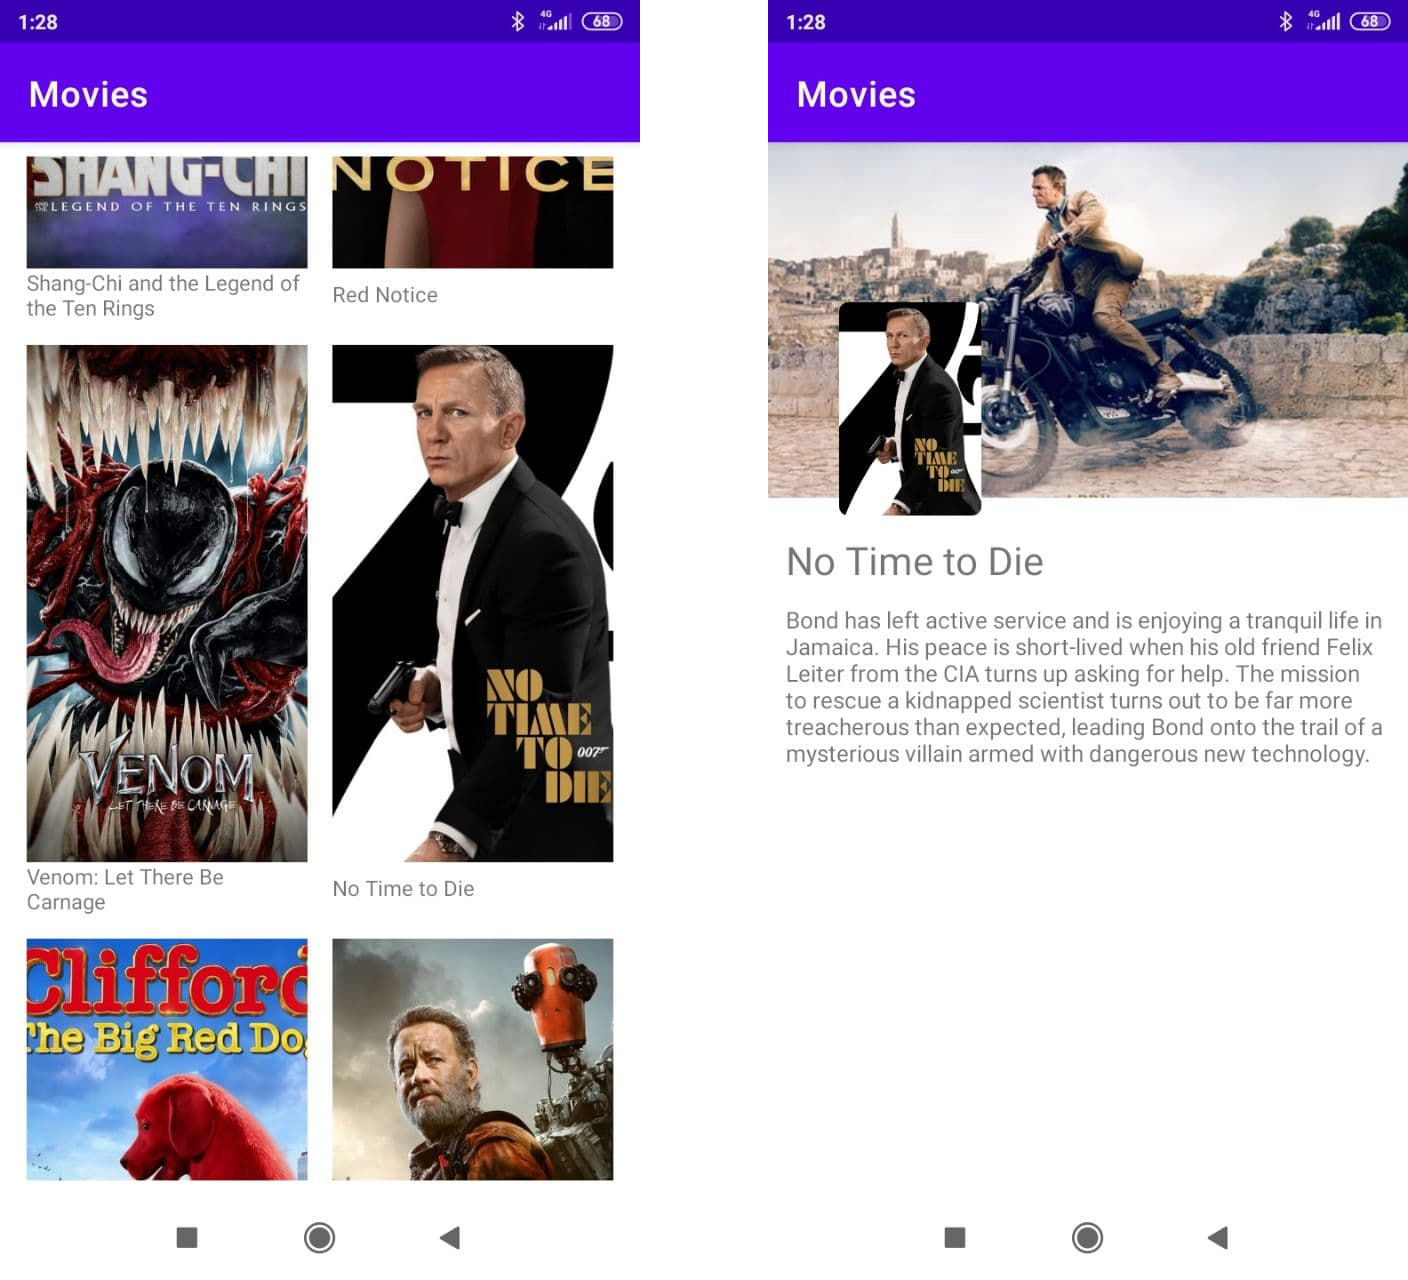 1:28
4G
68
Movies
SHANG-CHI
AND THE LEGEND OF THE TEN RINGS
NOTICE
Shang-Chi and the Legend of
the Ten Rings
Red Notice
VENOM
LET THERE BE CARNAGE
NO
TIME
TO 007
DIE
Venom: Let There Be
Carnage
No Time to Die
Clifford
The Big Red Dog
1:28
4G
68
Movies
NO
TIME
TO 007
DIE
No Time to Die
Bond has left active service and is enjoying a tranquil life in
Jamaica. His peace is short-lived when his old friend Felix
Leiter from the CIA turns up asking for help. The mission
to rescue a kidnapped scientist turns out to be far more
treacherous than expected, leading Bond onto the trail of a
mysterious villain armed with dangerous new technology.